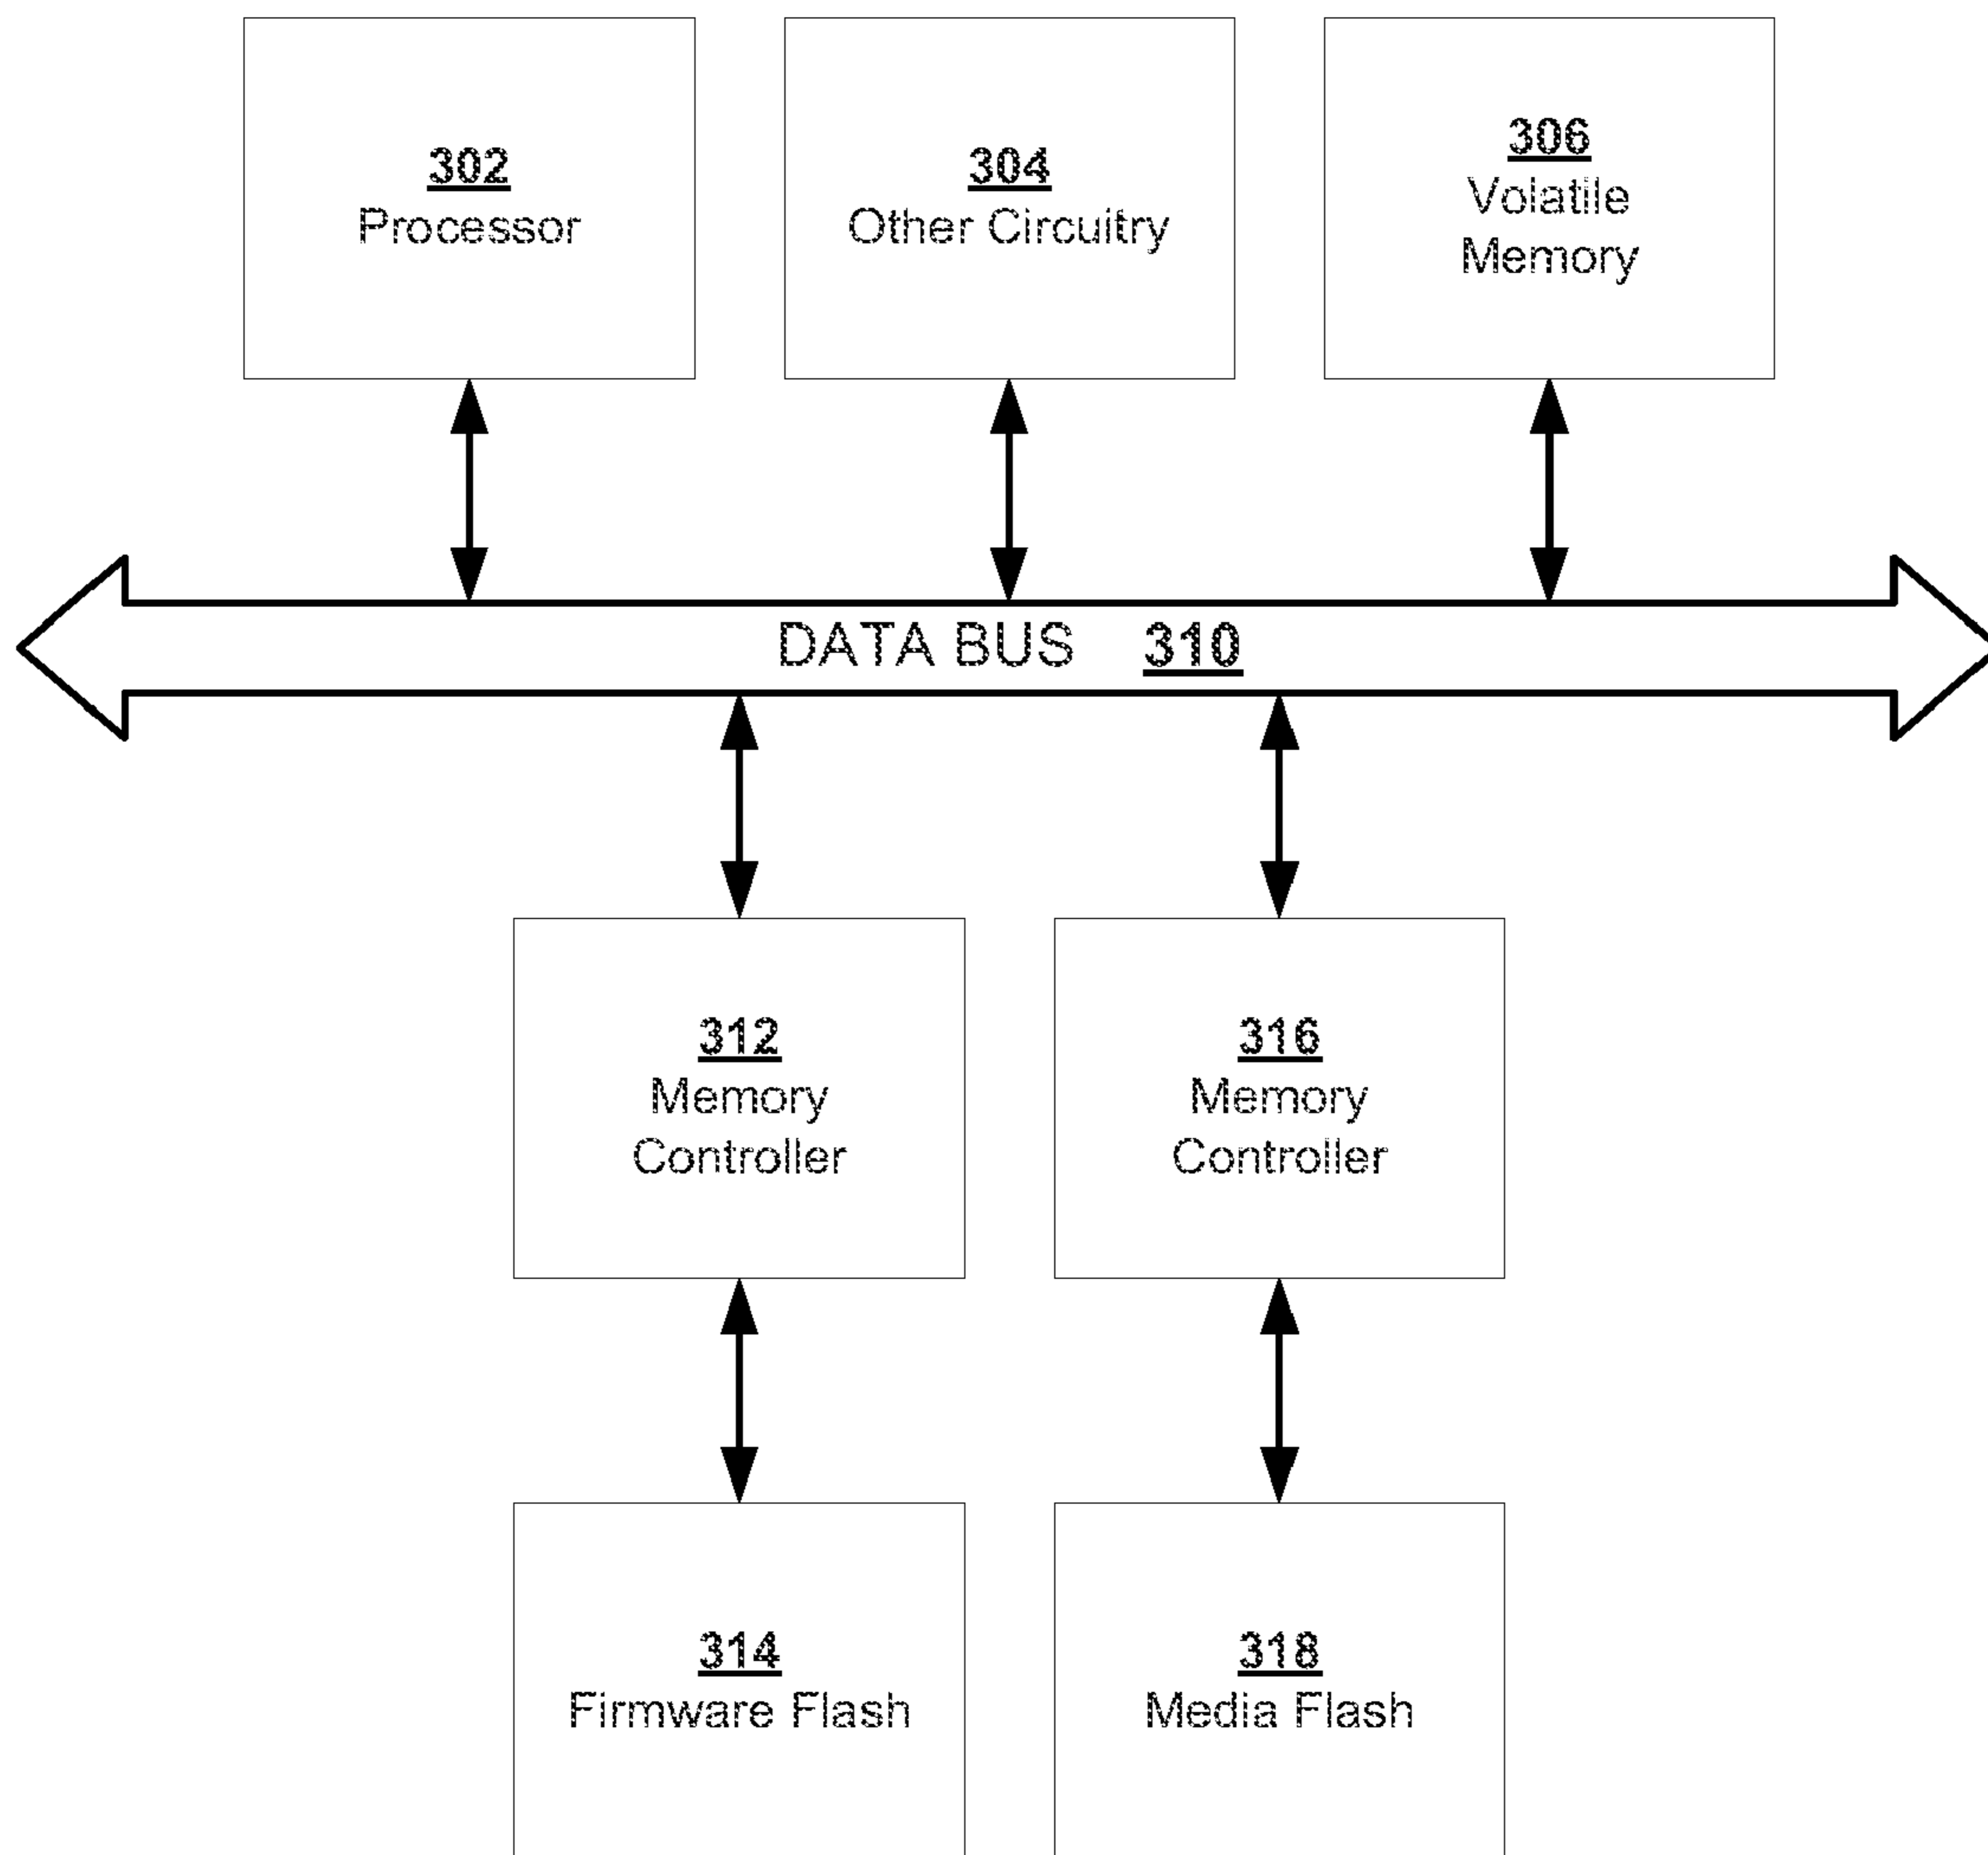 302
Processor
304
Other Circuitry
306
Volatile
Memory
DATA BUS 310
312
Memory
Controller
316
Memory
Controller
314
Firmware Flash
318
Media Flash